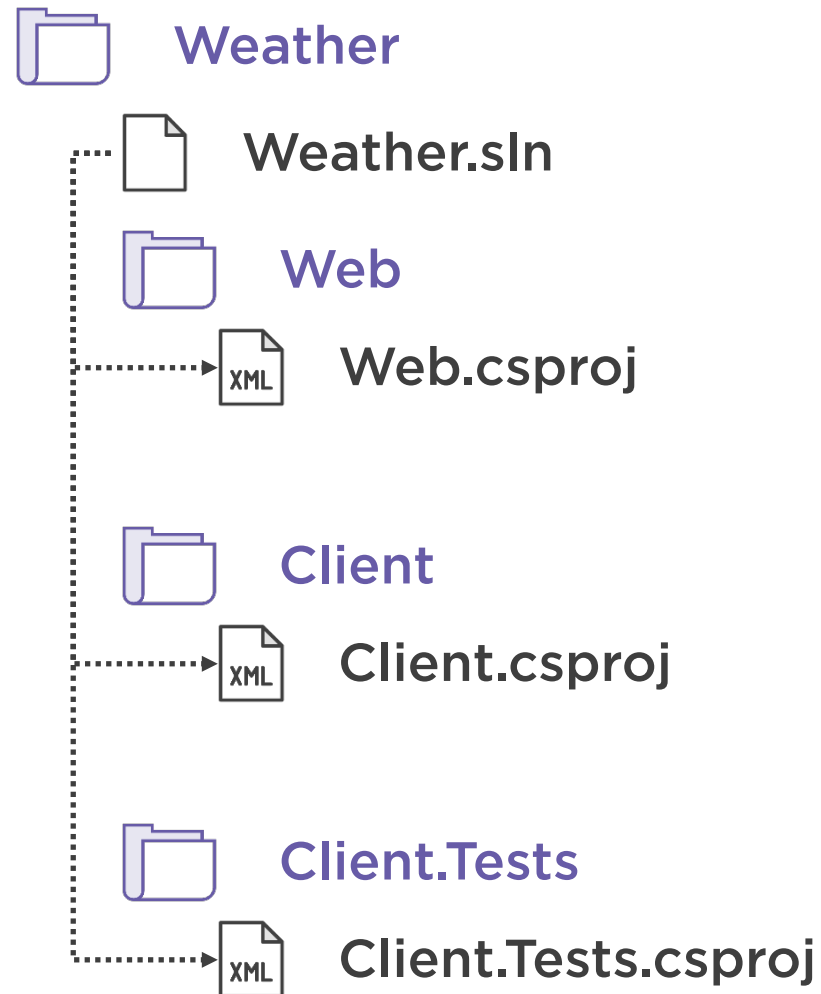 Weather
Weather.sln
Web
XML Web.csproj
Client
XML Client.csproj
Client.Tests
XML Client.Tests.csproj